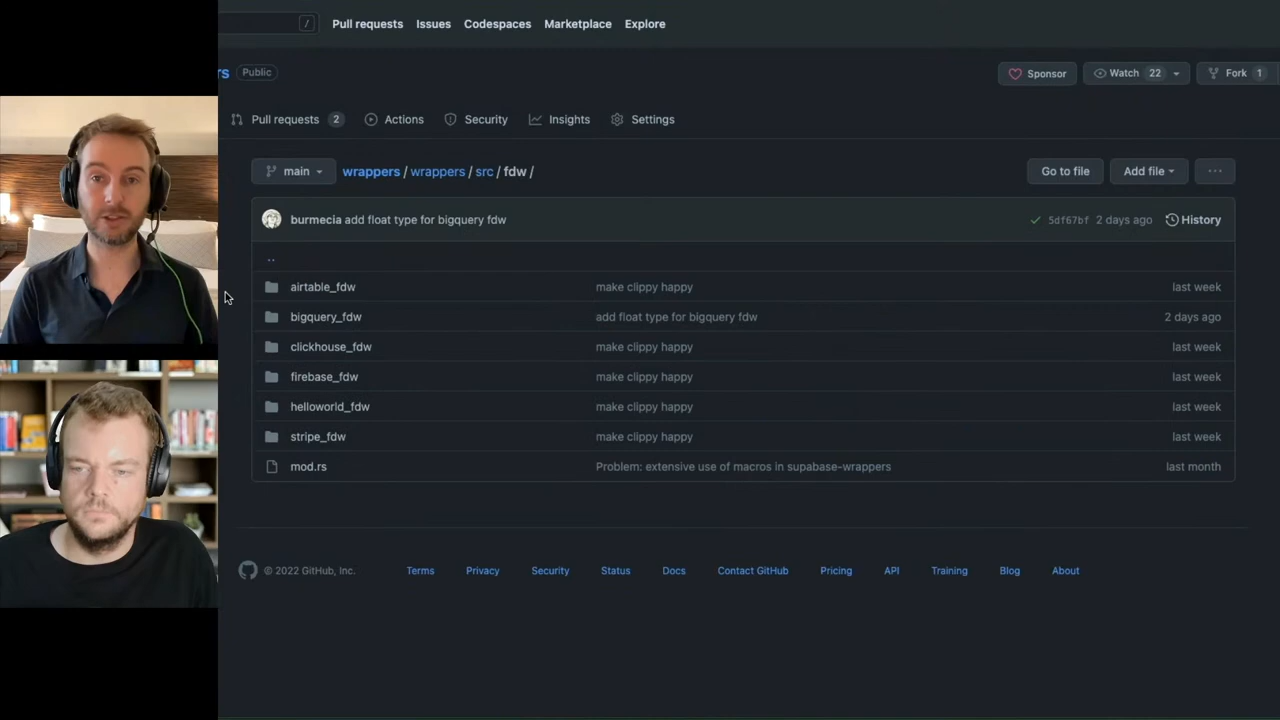 / Pull requests Issues Codespaces Marketplace Explore
rs Public Sponsor Watch 22 Fork 1
Pull requests 2 Actions Security Insights Settings
main wrappers / wrappers / src / fdw / Go to file Add file ...
burmecia add float type for bigquery fdw 5df67bf 2 days ago History
..
airtable_fdw make clippy happy last week
bigquery_fdw add float type for bigquery fdw 2 days ago
clickhouse_fdw make clippy happy last week
firebase_fdw make clippy happy last week
helloworld_fdw make clippy happy last week
stripe_fdw make clippy happy last week
mod.rs Problem: extensive use of macros in supabase-wrappers last month
© 2022 GitHub, Inc. Terms Privacy Security Status Docs Contact GitHub Pricing API Training Blog About